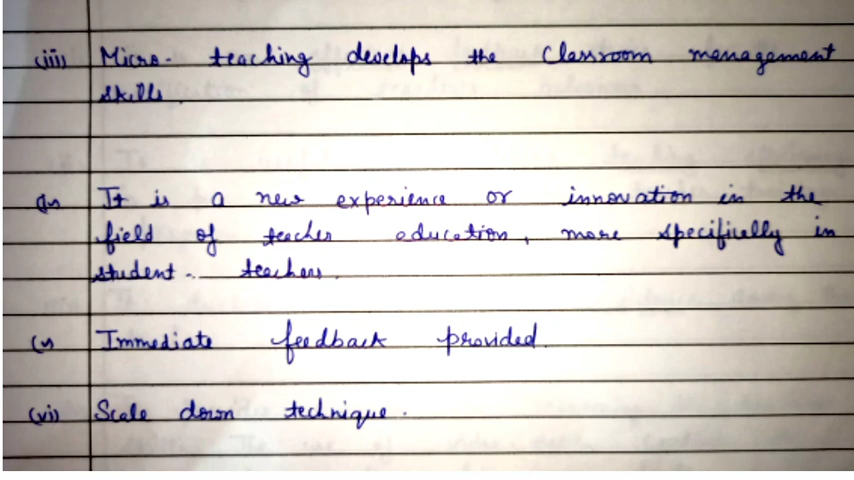 (iii) Micro- teaching develops the Classroom management
skills.
(iv) It is a new experience or innovation in the
field of teacher education, more specifically in
student- teachers.
(v) Immediate feedback provided.
(vi) Scale down technique.